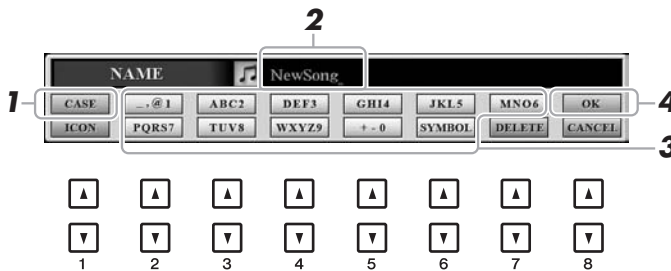 2
NAME NewSong_
1 CASE _.,@1 ABC2 DEF3 GHI4 JKL5 MNO6 OK 4
ICON PQRS7 TUV8 WXYZ9 + - 0 SYMBOL DELETE CANCEL
3
1 2 3 4 5 6 7 8